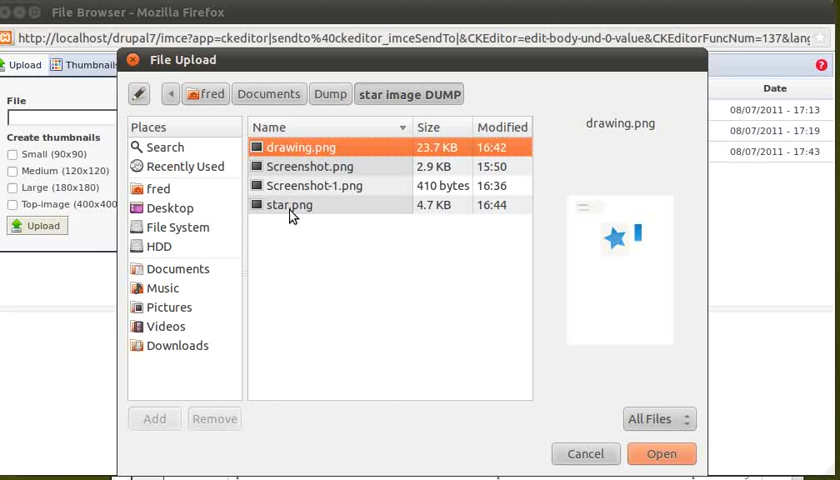 File Browser - Mozilla Firefox
http://localhost/drupal7/imce?app=ckeditor|sendto%40ckeditor_imceSendTo|&CKEditor=edit-body-und-0-value&CKEditorFuncNum=137&lang
Upload Thumbnails
File
Create thumbnails
Small (90x90)
Medium (120x120)
Large (180x180)
Top-image (400x400
Upload
File Upload
fred Documents Dump star image DUMP
Places
Search
Recently Used
fred
Desktop
File System
HDD
Documents
Music
Pictures
Videos
Downloads
Add Remove
Name Size Modified
drawing.png 23.7 KB 16:42
Screenshot.png 2.9 KB 15:50
Screenshot-1.png 410 bytes 16:36
star.png 4.7 KB 16:44
drawing.png
All Files
Cancel Open
?
Date
08/07/2011 - 17:13
08/07/2011 - 17:19
08/07/2011 - 17:43